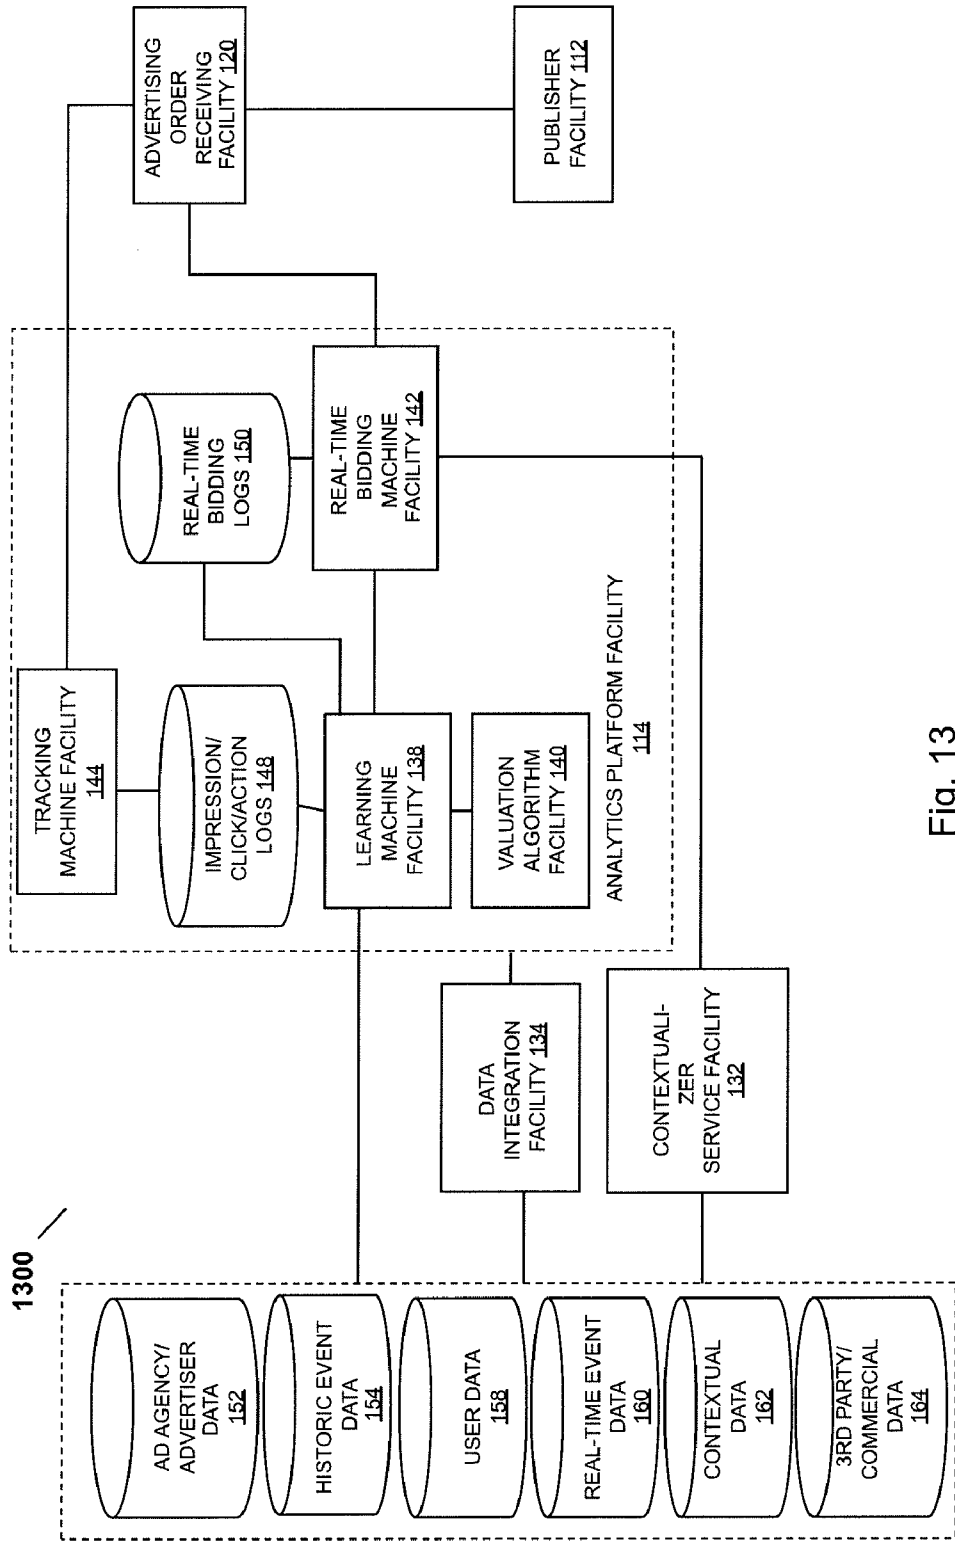 1300
AD AGENCY/
ADVERTISER
DATA
152
HISTORIC EVENT
DATA 154
USER DATA
158
REAL-TIME EVENT
DATA 160
CONTEXTUAL
DATA
162
3RD PARTY/
COMMERCIAL
DATA 164
DATA
INTEGRATION
FACILITY 134
CONTEXTUALI-
ZER
SERVICE FACILITY
132
TRACKING
MACHINE FACILITY
144
IMPRESSION/
CLICK/ACTION
LOGS 148
LEARNING
MACHINE
FACILITY 138
VALUATION
ALGORITHM
FACILITY 140
ANALYTICS PLATFORM FACILITY
114
REAL-TIME
BIDDING
LOGS 150
REAL-TIME
BIDDING
MACHINE
FACILITY 142
ADVERTISING
ORDER
RECEIVING
FACILITY 120
PUBLISHER
FACILITY 112
Fig. 13